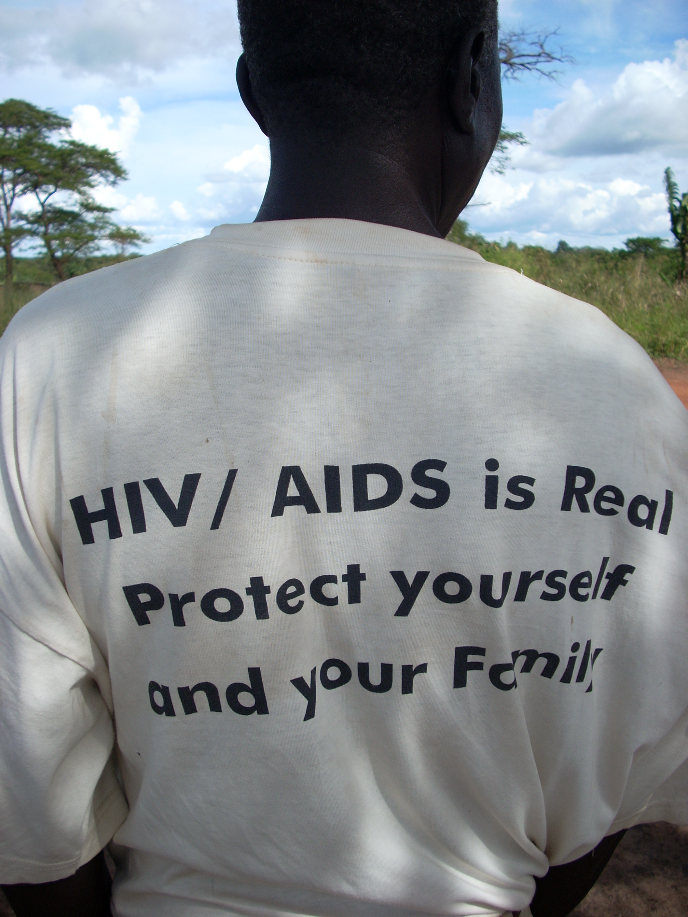 HIV/ AIDS is Real
Protect yourself
and your Family